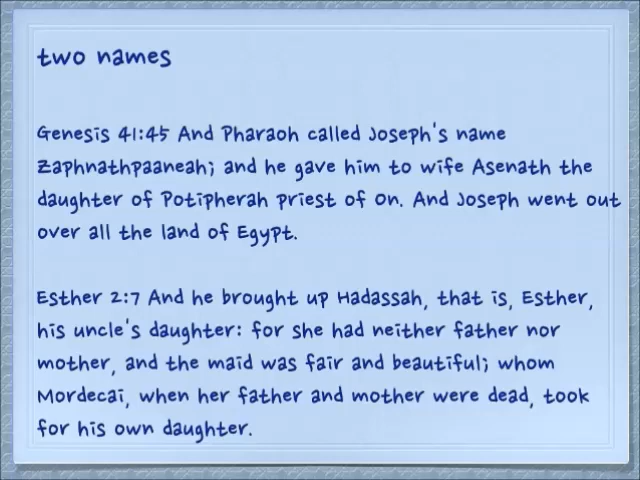 two names
Genesis 41:45 And Pharaoh called Joseph's name
Zaphnathpaaneah; and he gave him to wife Asenath the
daughter of Potipherah priest of On. And Joseph went out
over all the land of Egypt.
Esther 2:7 And he brought up Hadassah, that is, Esther,
his uncle's daughter: for she had neither father nor
mother, and the maid was fair and beautiful; whom
Mordecai, when her father and mother were dead, took
for his own daughter.